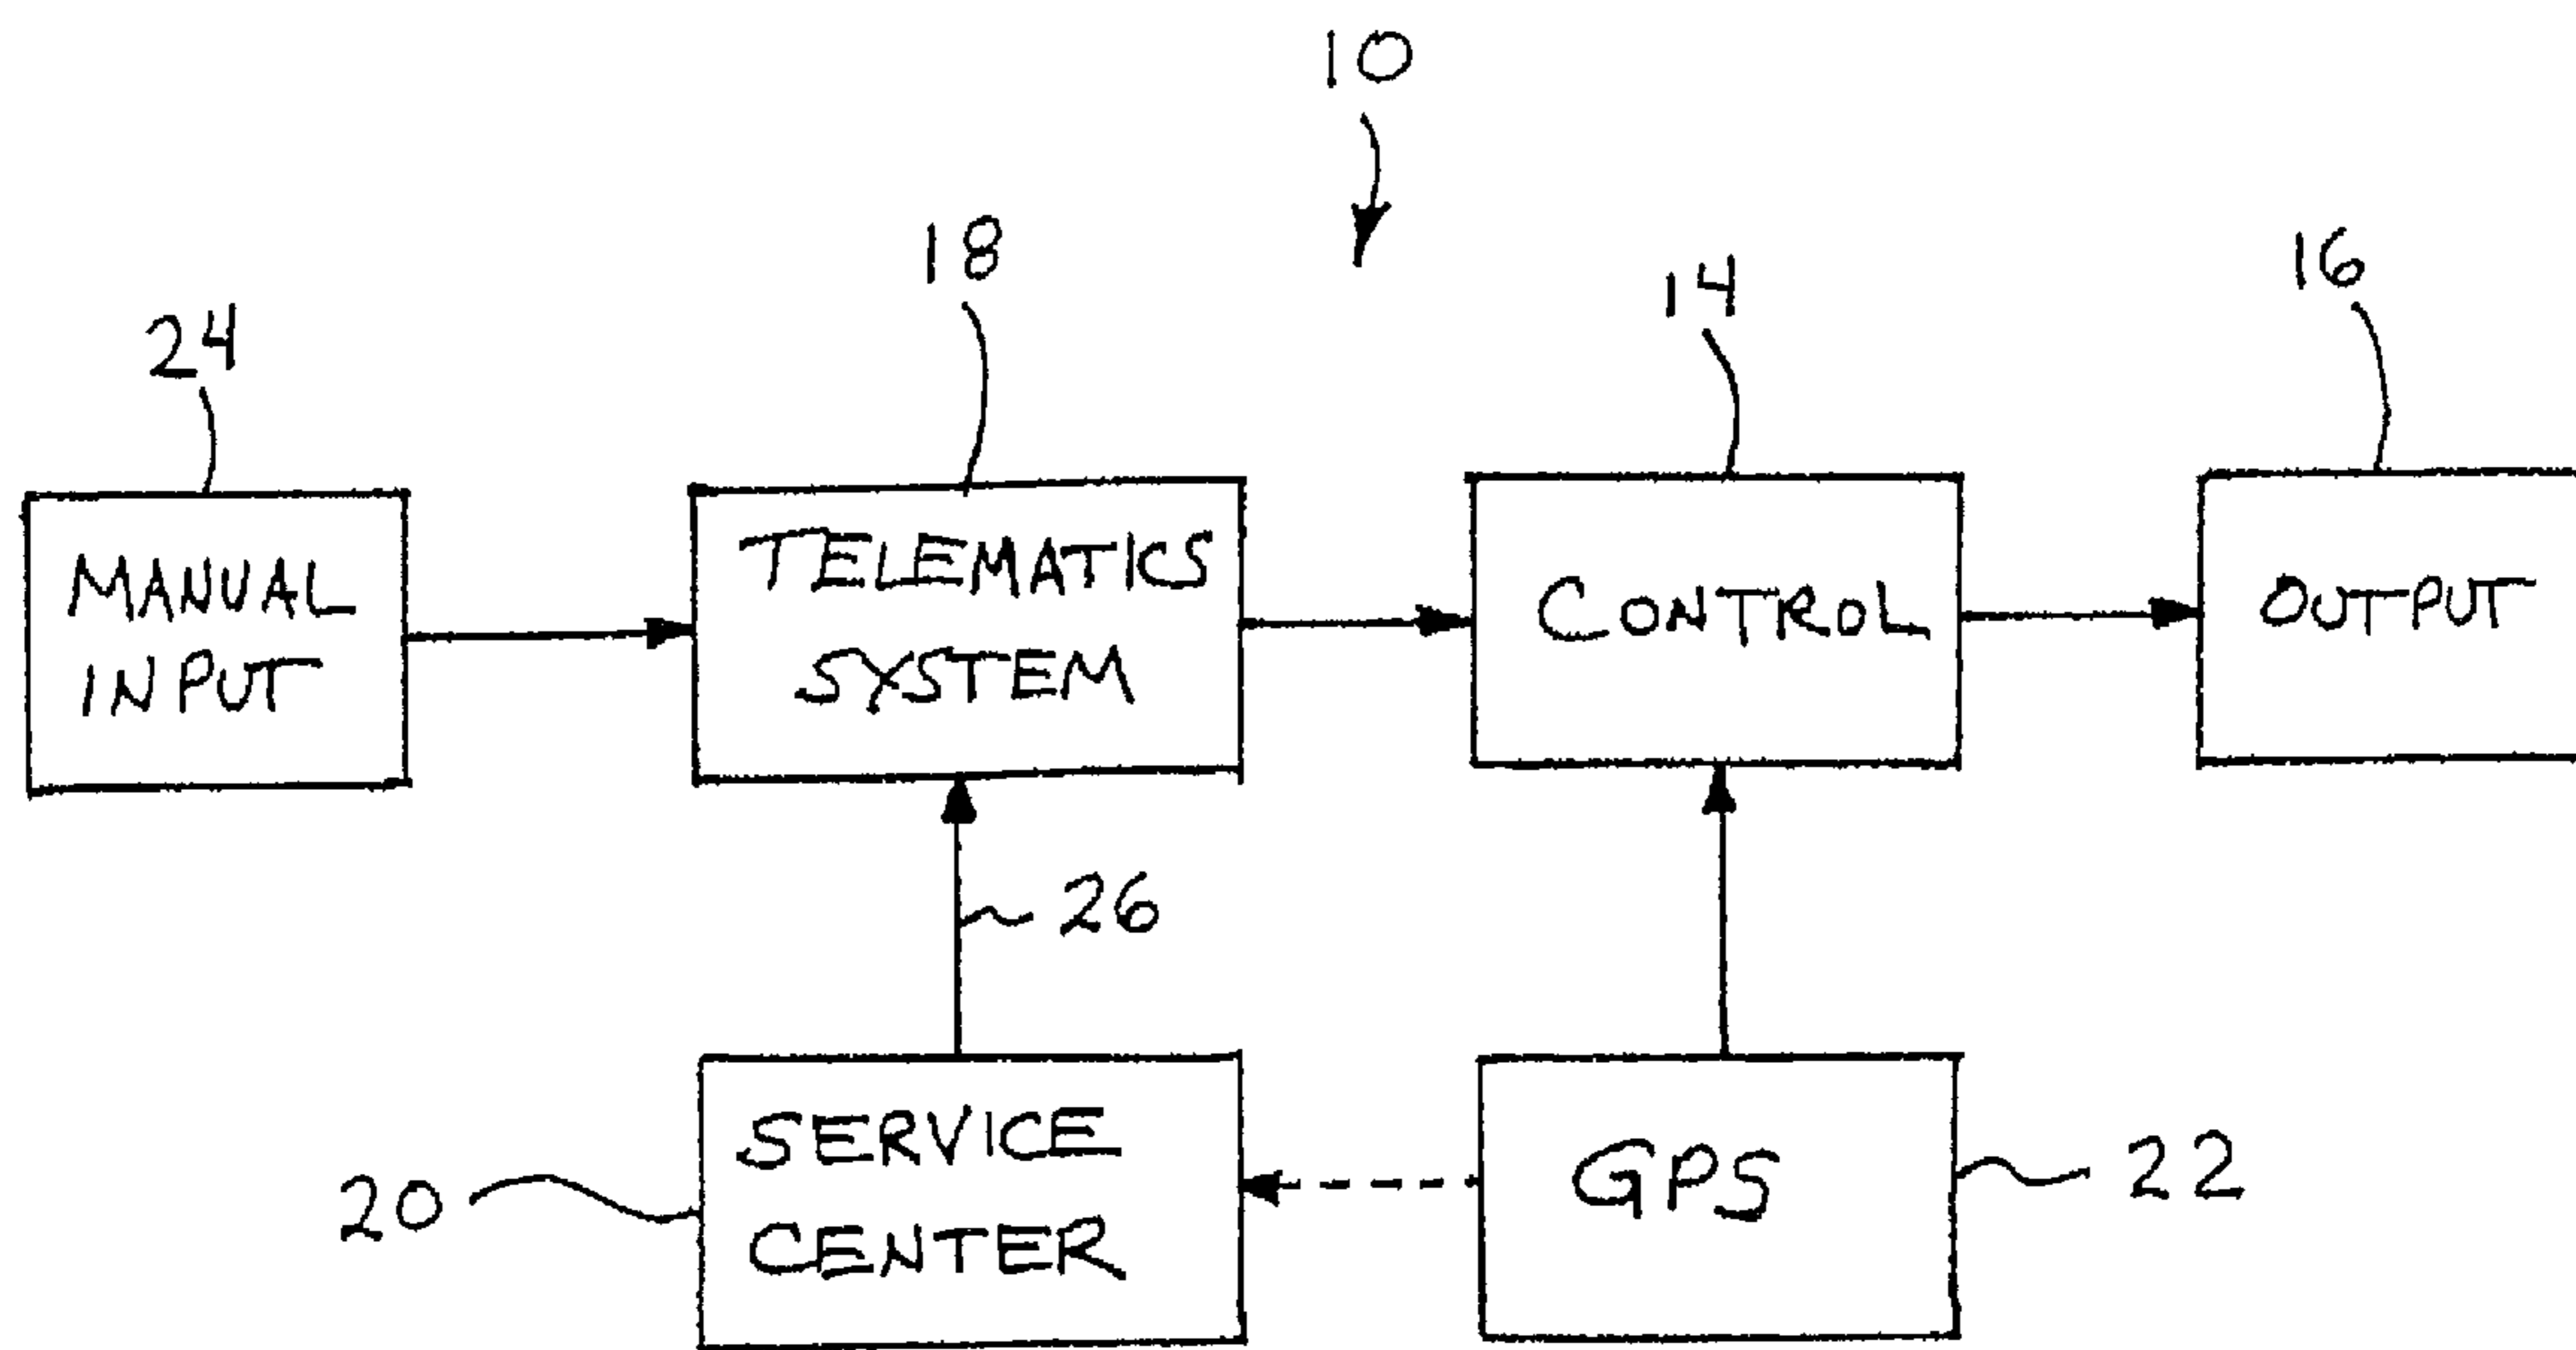 10
18
16
14
24
MANUAL
INPUT
TELEMATICS
SYSTEM
CONTROL
OUTPUT
26
SERVICE
CENTER
20
GPS
22